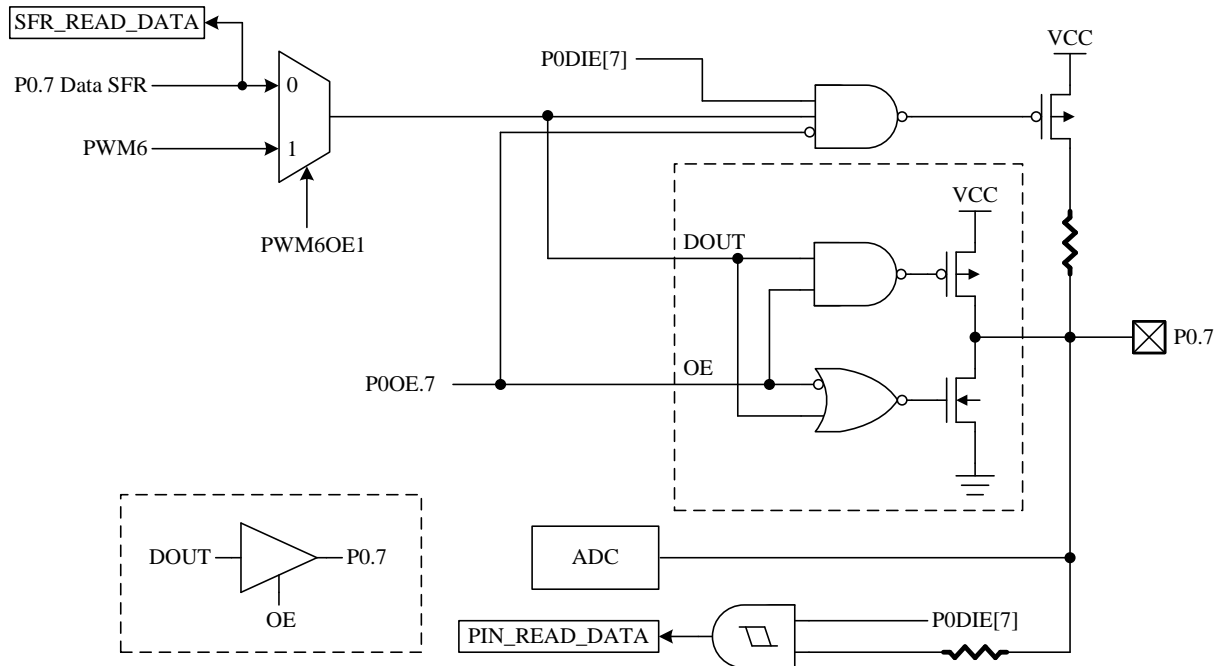 SFR_READ_DATA
VCC
P0DIE[7]
P0.7 Data SFR
0
PWM6
1
VCC
PWM6OE1
DOUT
P0.7
P0OE.7
OE
DOUT
P0.7
ADC
OE
P0DIE[7]
PIN_READ_DATA